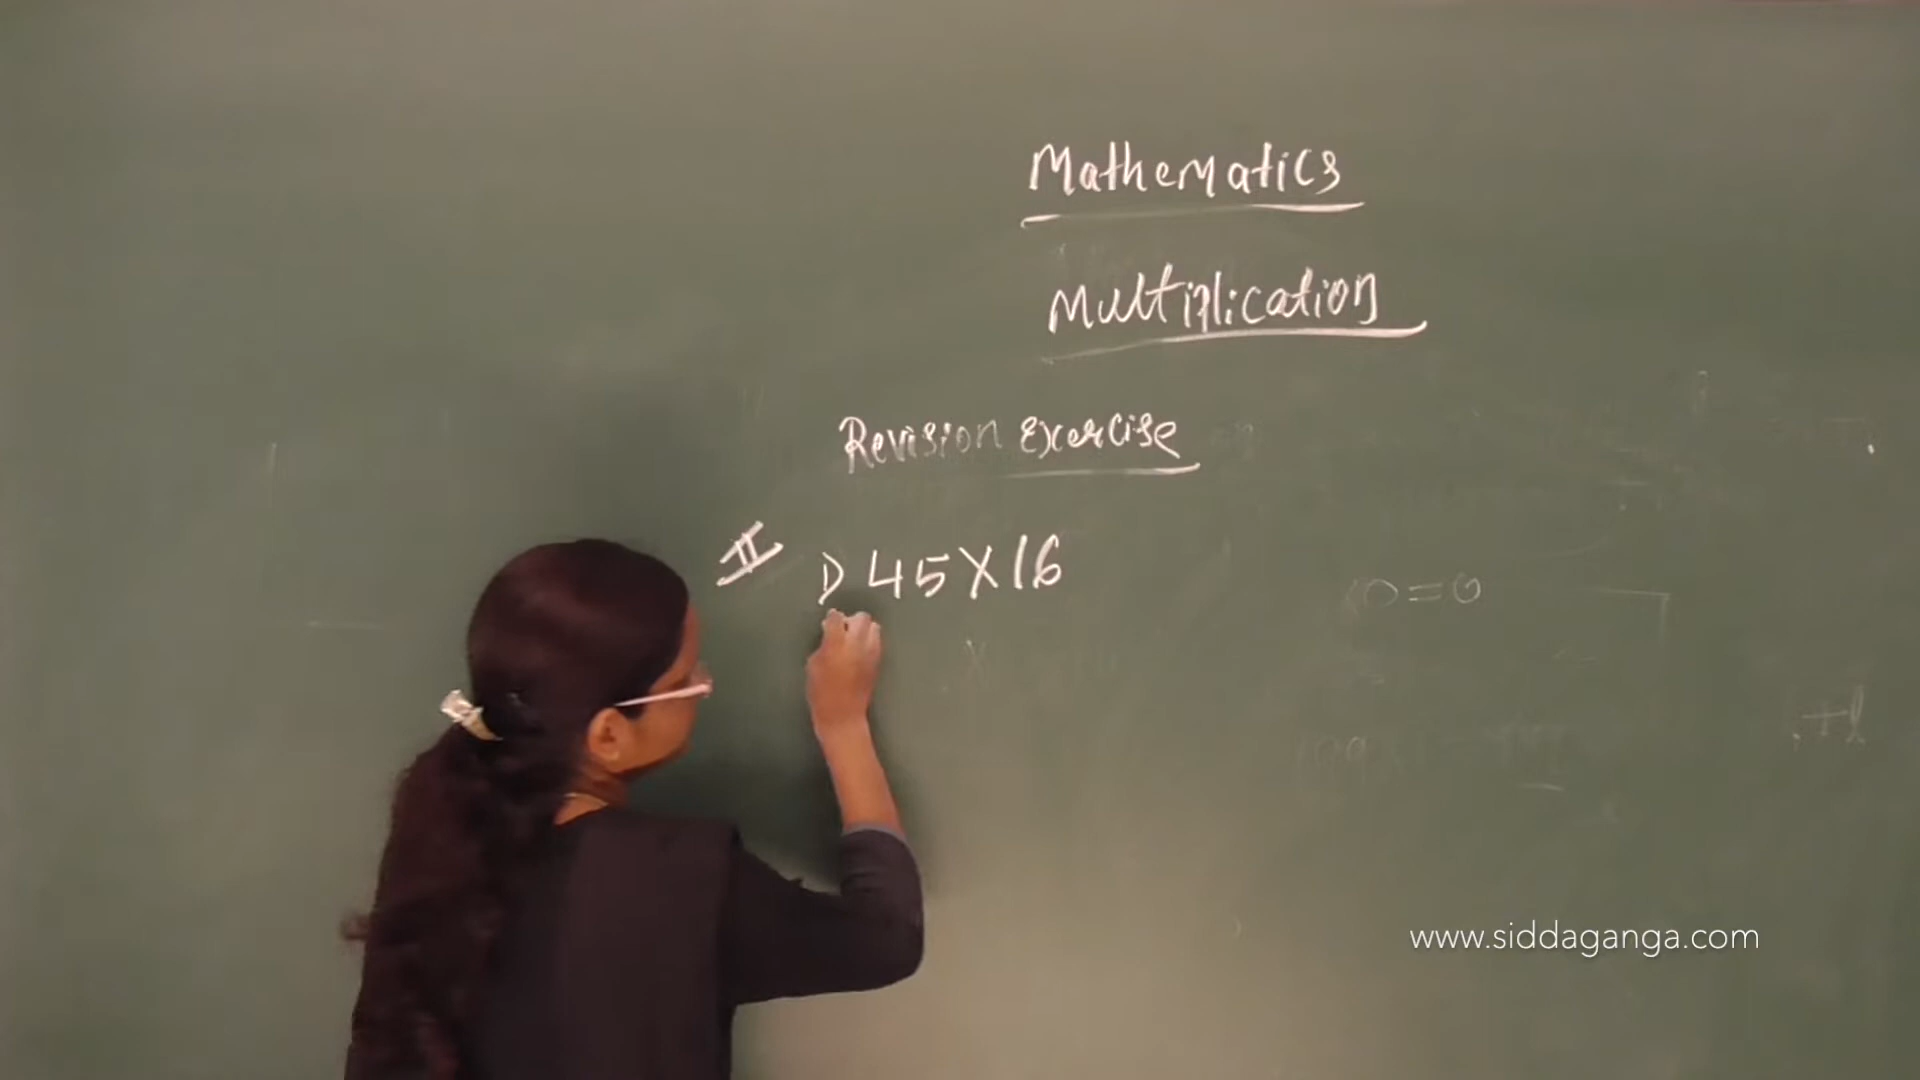 Mathematics
Multiplication
Revision Exercise
II 1) 45 X 16
www.siddaganga.com